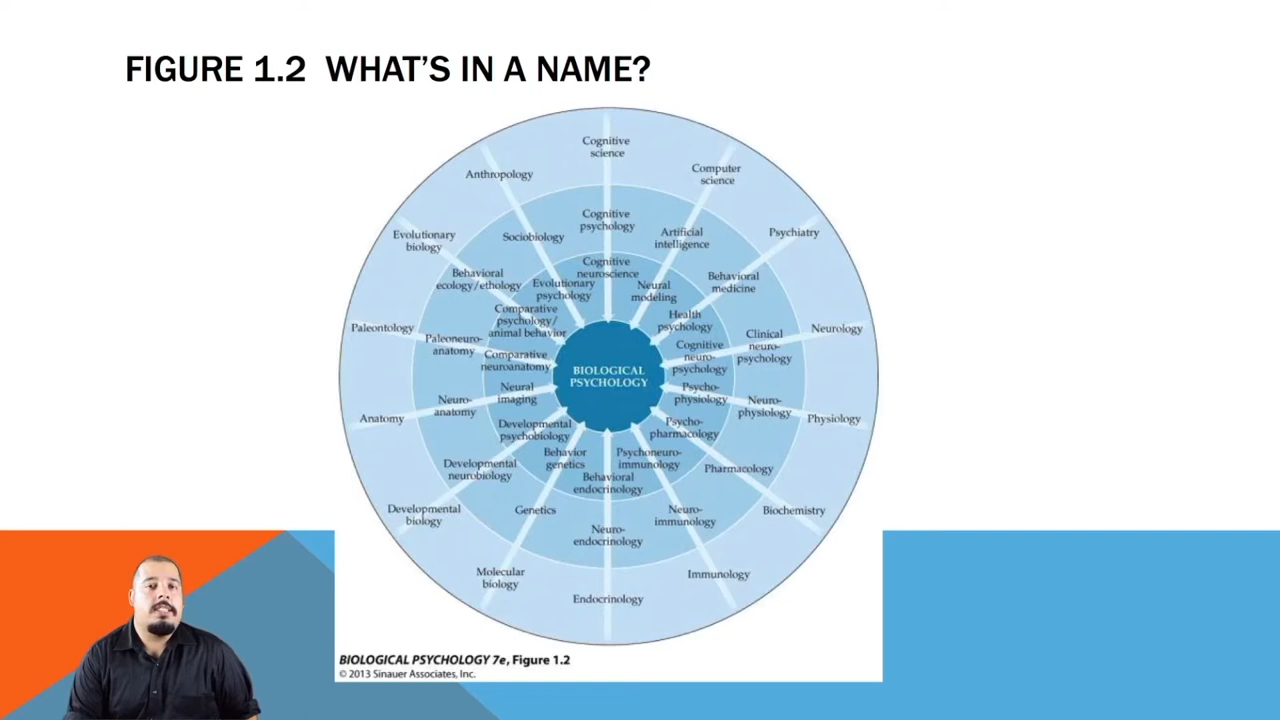 FIGURE 1.2 WHAT'S IN A NAME?
Cognitive
science
Computer
science
Anthropology
Psychiatry
Evolutionary
biology
Cognitive
psychology
Artificial
intelligence
Sociobiology
Behavioral
medicine
Behavioral
ecology/ethology
Cognitive
neuroscience
Neural
modeling
Evolutionary
psychology
Health
psychology
Comparative
psychology/
animal behavior
Paleontology
Neurology
Paleoneuro-
anatomy
Clinical
neuro-
psychology
Comparative
neuroanatomy
Cognitive
neuro-
psychology
BIOLOGICAL
PSYCHOLOGY
Neural
imaging
Psycho-
physiology
Neuro-
anatomy
Neuro-
physiology
Anatomy
Physiology
Developmental
psychobiology
Psycho-
pharmacology
Behavior
genetics
Psychoneuro-
immunology
Developmental
neurobiology
Pharmacology
Behavioral
endocrinology
Developmental
biology
Genetics
Neuro-
immunology
Biochemistry
Neuro-
endocrinology
Molecular
biology
Immunology
Endocrinology
BIOLOGICAL PSYCHOLOGY 7e, Figure 1.2
© 2013 Sinauer Associates, Inc.